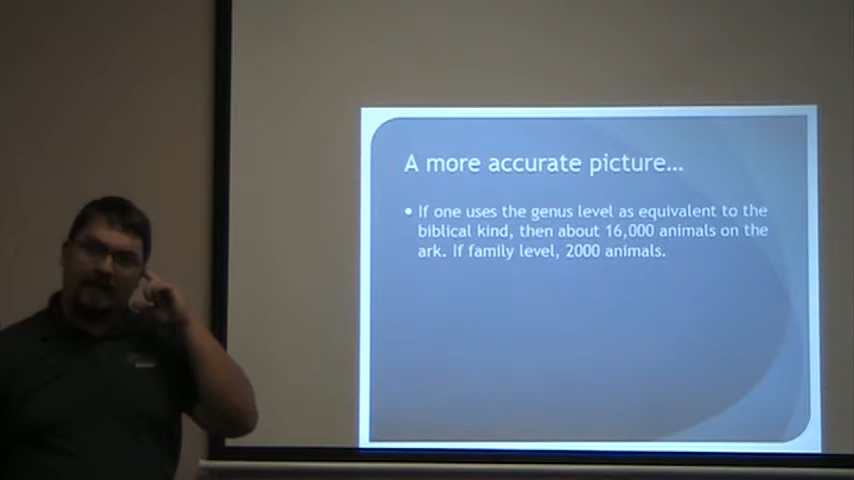 A more accurate picture...
• If one uses the genus level as equivalent to the
biblical kind, then about 16,000 animals on the
ark. If family level, 2000 animals.